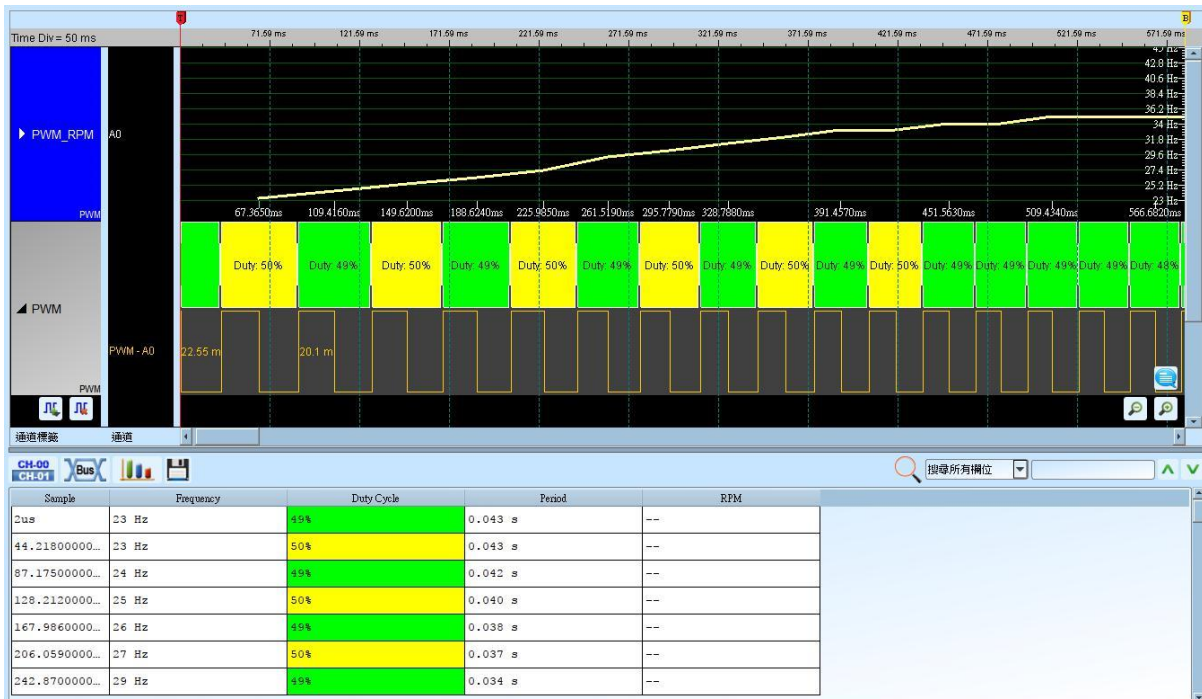 T
B
Time Div = 50 ms
71.59 ms 121.59 ms 171.59 ms 221.59 ms 271.59 ms 321.59 ms 371.59 ms 421.59 ms 471.59 ms 521.59 ms 571.59 ms
45 Hz
42.8 Hz
40.6 Hz
38.4 Hz
36.2 Hz
34 Hz
31.8 Hz
29.6 Hz
27.4 Hz
25.2 Hz
23 Hz
PWM_RPM A0
PWM
67.3650ms 109.4160ms 149.6200ms 188.6240ms 225.9850ms 261.5190ms 295.7790ms 328.7880ms 391.4570ms 451.5630ms 509.4340ms 566.6820ms
Duty: 50% Duty: 49% Duty: 50% Duty: 49% Duty: 50% Duty: 49% Duty: 50% Duty: 49% Duty: 50% Duty: 49% Duty: 50% Duty: 49% Duty: 49% Duty: 49% Duty: 49% Duty: 48%
PWM
PWM - A0 22.55 m 20.1 m
PWM
通道標籤 通道
CH-00
CH-01
Bus
搜尋所有欄位
Sample Frequency Duty Cycle Period RPM
2us 23 Hz 49% 0.043 s --
44.21800000... 23 Hz 50% 0.043 s --
87.17500000... 24 Hz 49% 0.042 s --
128.2120000... 25 Hz 50% 0.040 s --
167.9860000... 26 Hz 49% 0.038 s --
206.0590000... 27 Hz 50% 0.037 s --
242.8700000... 29 Hz 49% 0.034 s --